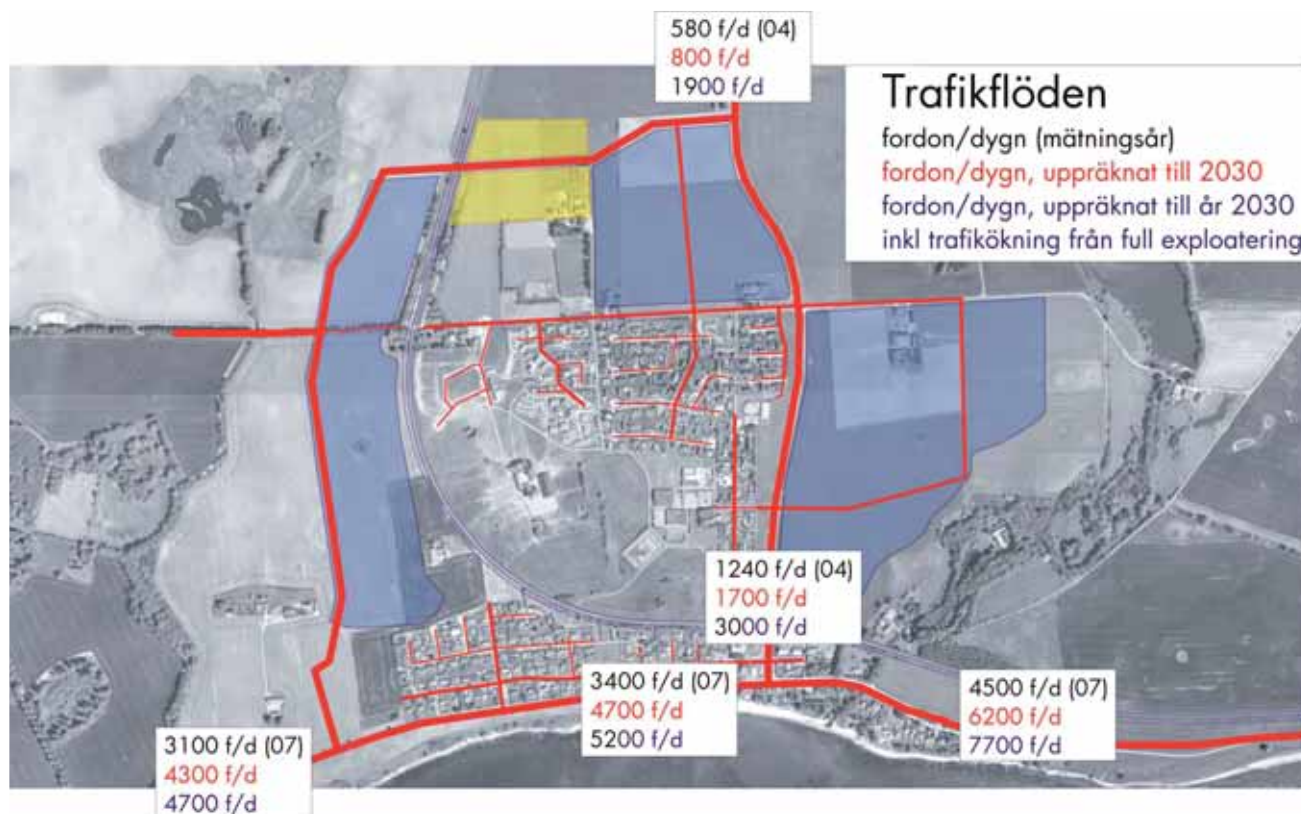 580 f/d (04)
800 f/d
1900 f/d
Trafikflöden
fordon/dygn (mätningsår)
fordon/dygn, uppräknat till 2030
fordon/dygn, uppräknat till år 2030
inkl trafikökning från full exploatering
1240 f/d (04)
1700 f/d
3000 f/d
3400 f/d (07)
4700 f/d
5200 f/d
4500 f/d (07)
6200 f/d
7700 f/d
3100 f/d (07)
4300 f/d
4700 f/d